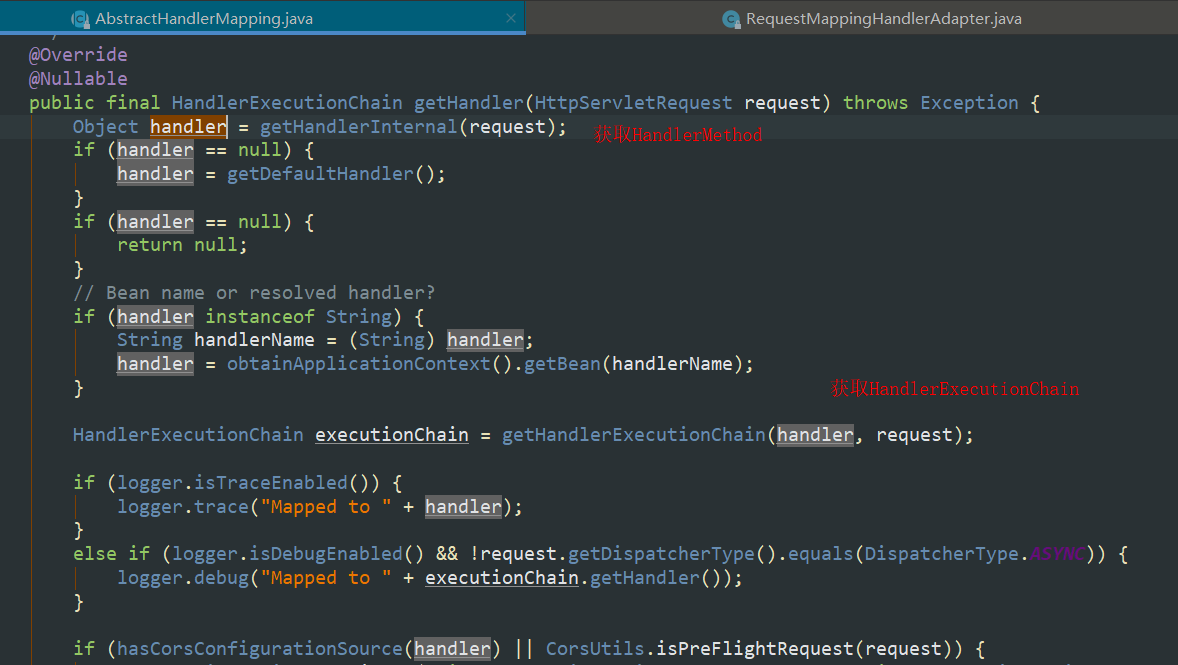 AbstractHandlerMapping.java
RequestMappingHandlerAdapter.java
@Override
@Nullable
public final HandlerExecutionChain getHandler(HttpServletRequest request) throws Exception {
Object handler = getHandlerInternal(request); 获取HandlerMethod
if (handler == null) {
handler = getDefaultHandler();
}
if (handler == null) {
return null;
}
// Bean name or resolved handler?
if (handler instanceof String) {
String handlerName = (String) handler;
handler = obtainApplicationContext().getBean(handlerName);
}
获取HandlerExecutionChain
HandlerExecutionChain executionChain = getHandlerExecutionChain(handler, request);
if (logger.isTraceEnabled()) {
logger.trace("Mapped to " + handler);
}
else if (logger.isDebugEnabled() && !request.getDispatcherType().equals(DispatcherType.ASYNC)) {
logger.debug("Mapped to " + executionChain.getHandler());
}
if (hasCorsConfigurationSource(handler) || CorsUtils.isPreFlightRequest(request)) {